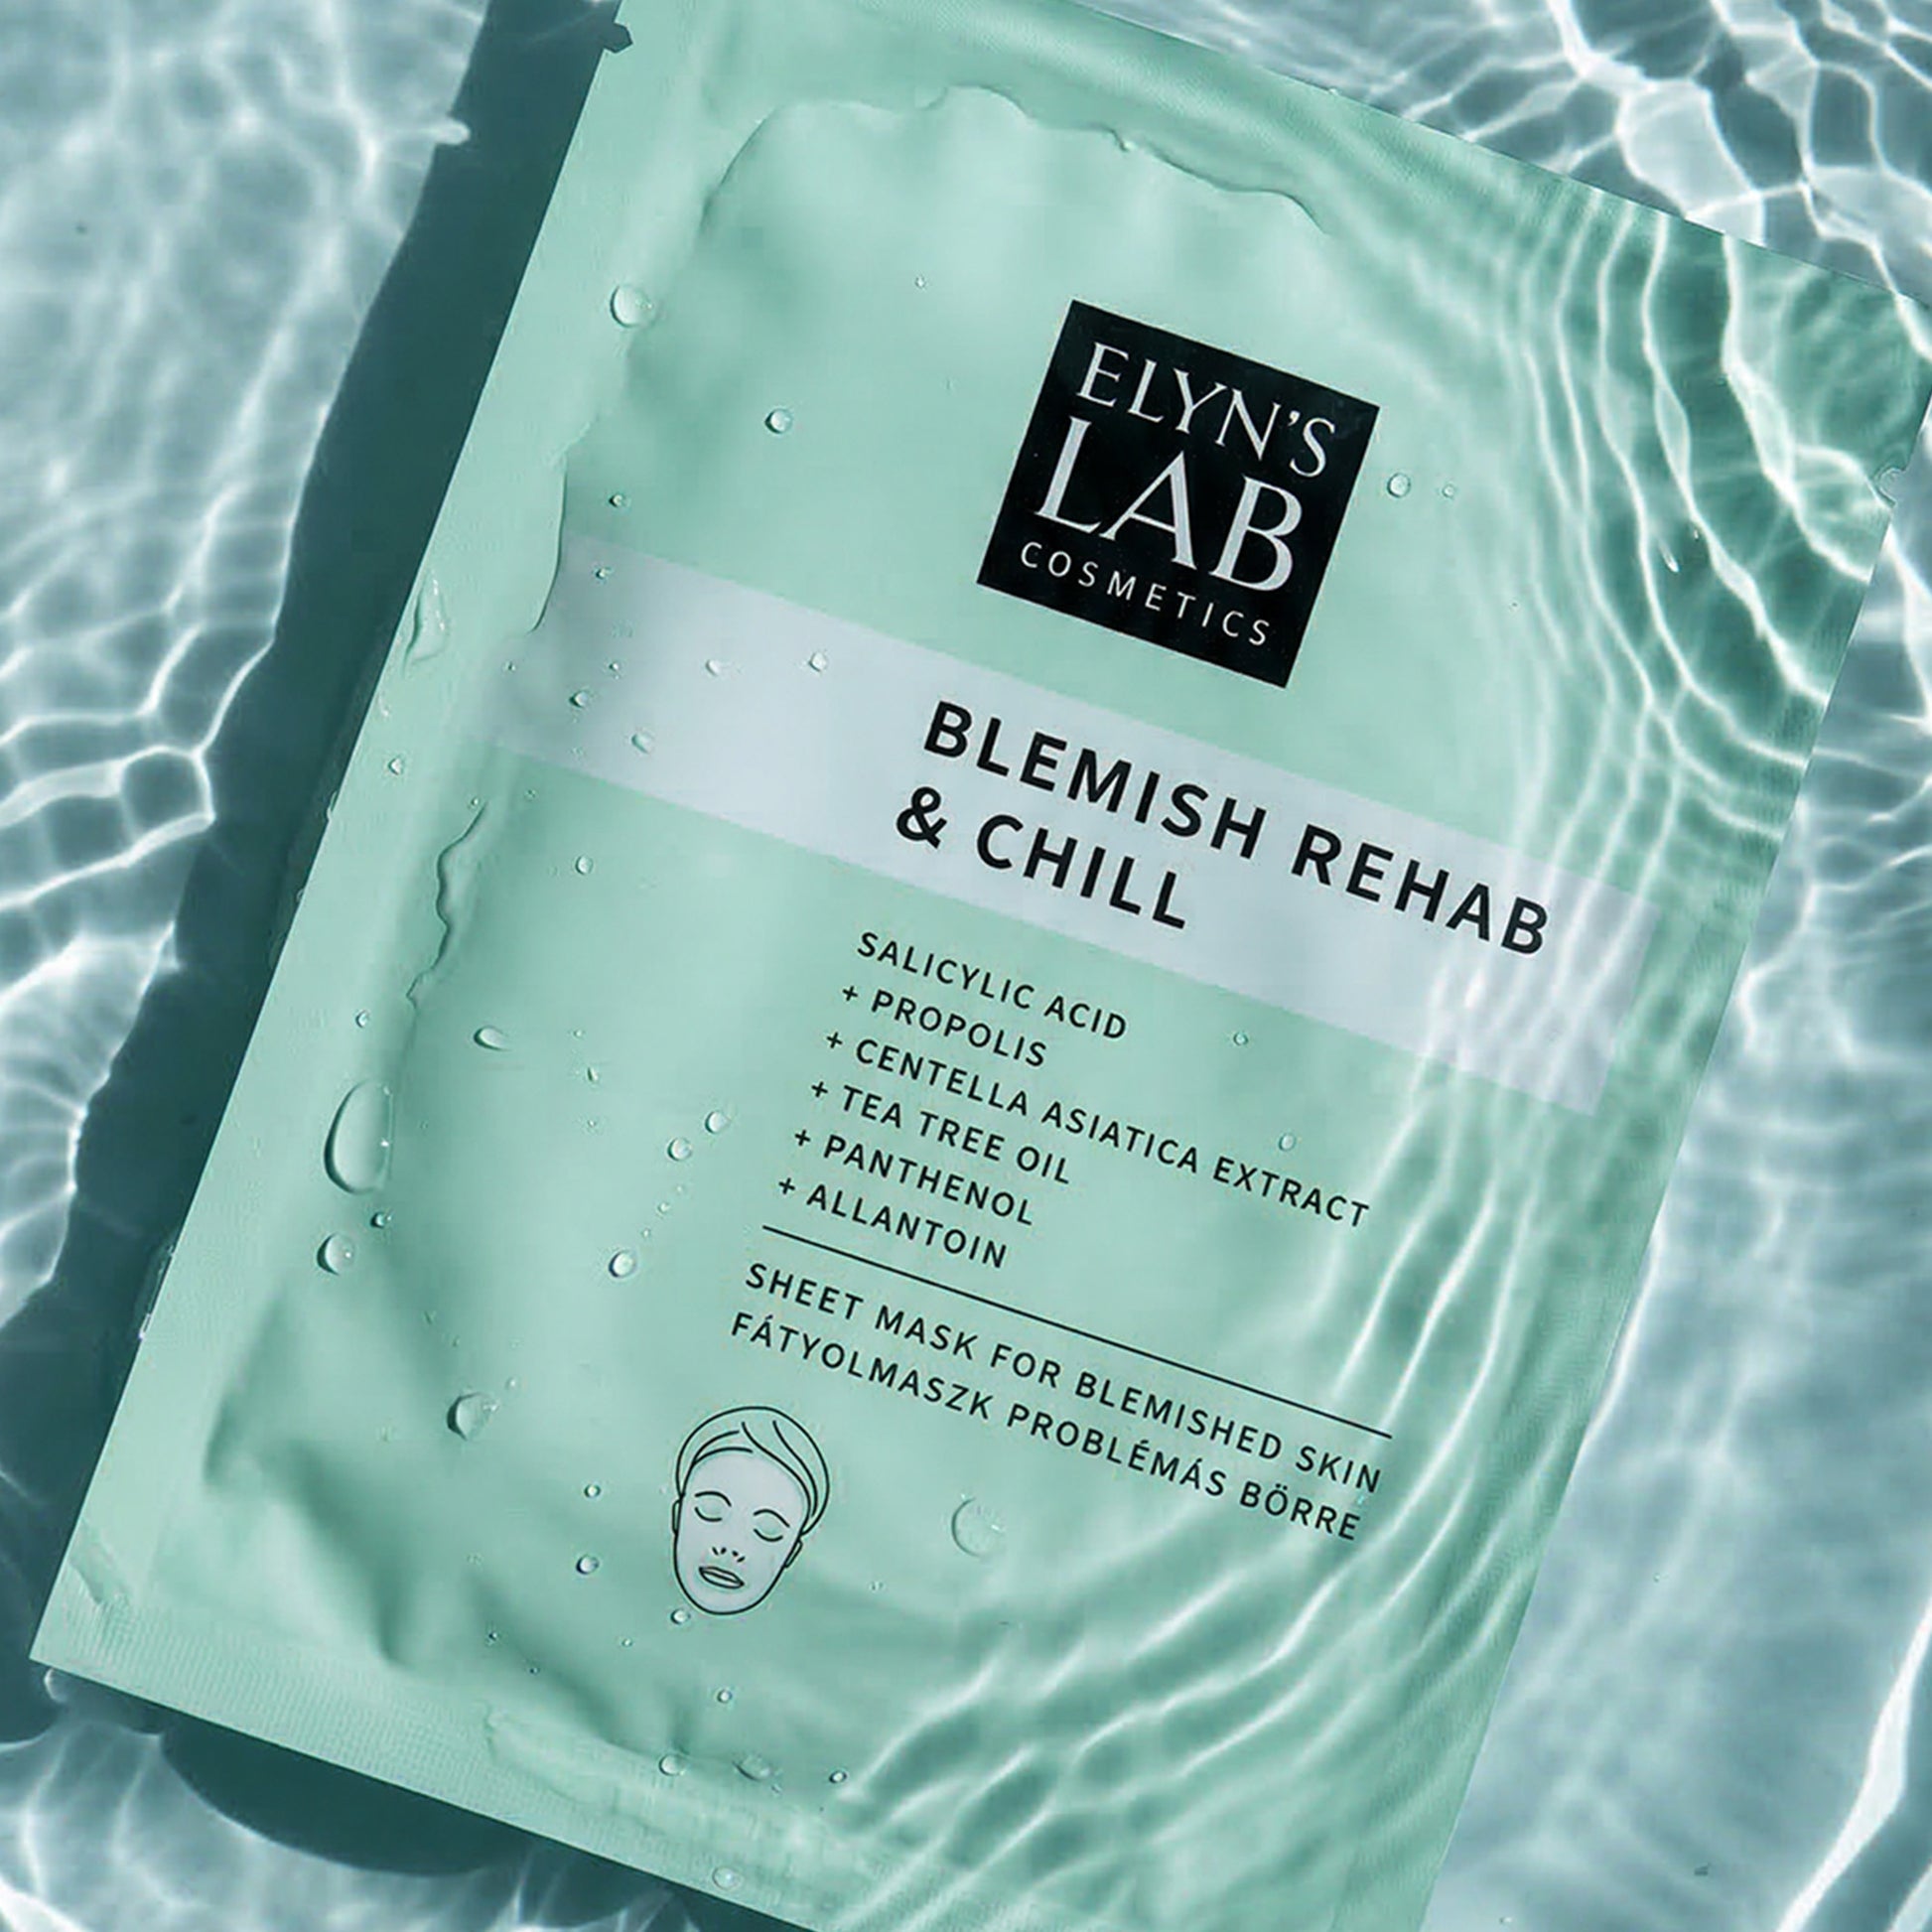 ELYN'S
LAB
COSMETICS
BLEMISH REHAB
& CHILL
SALICYLIC ACID
+ PROPOLIS
+ CENTELLA ASIATICA EXTRACT
+ TEA TREE OIL
+ PANTHENOL
+ ALLANTOIN
SHEET MASK FOR BLEMISHED SKIN
FÁTYOLMASZK PROBLÉMÁS BŐRRE